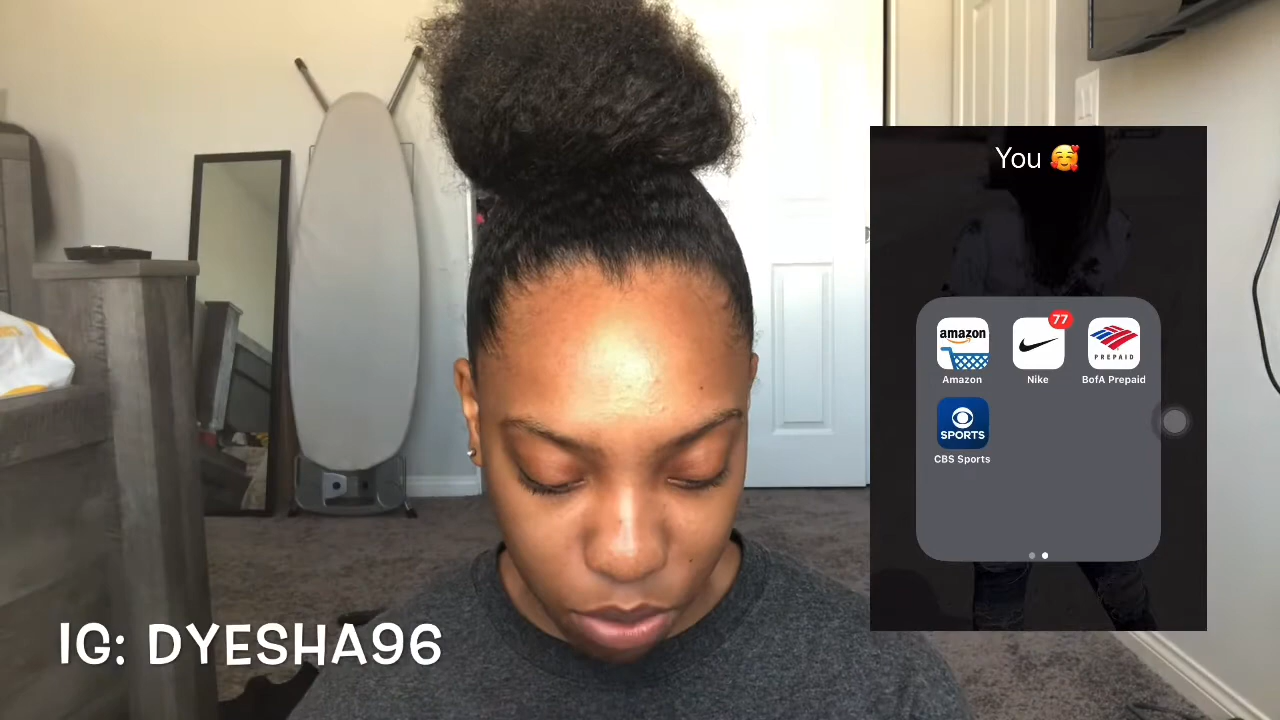 You 🥰
amazon
77
PREPAID
Amazon
Nike
BofA Prepaid
SPORTS
CBS Sports
IG: DYESHA96